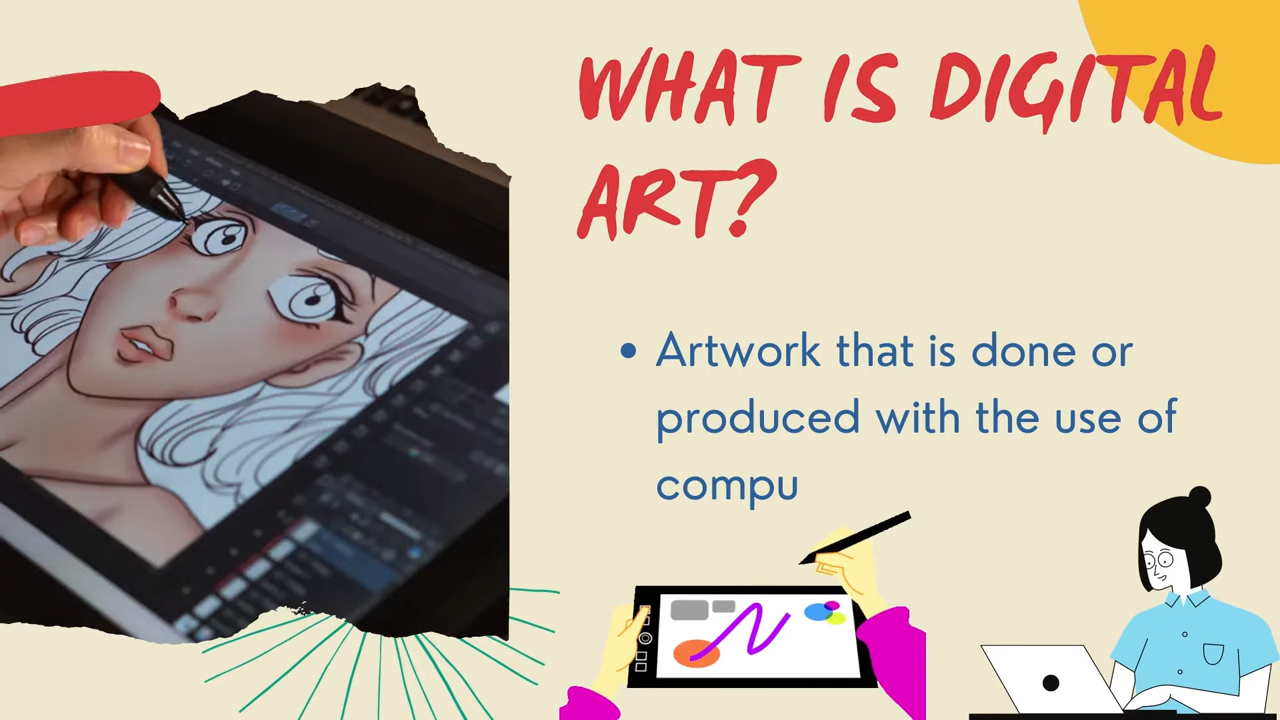 WHAT IS DIGITAL
ART?
• Artwork that is done or
produced with the use of
compu